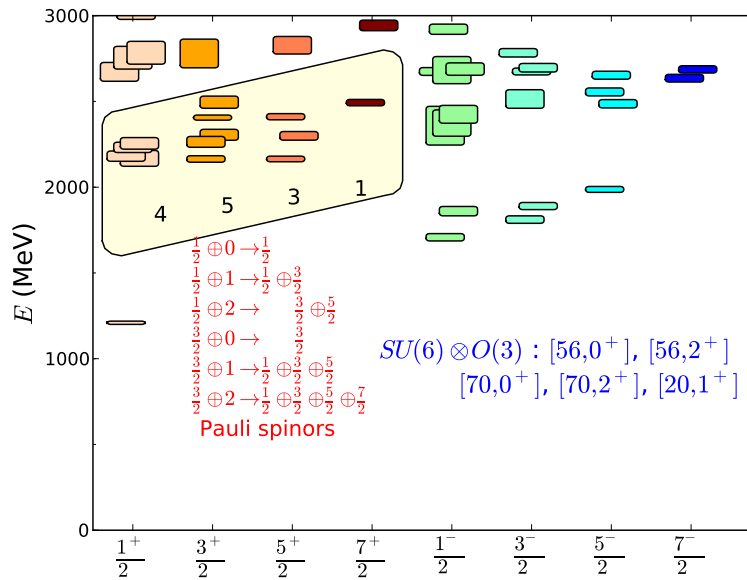 3000
2000
1000
0
E (MeV)
4 5 3 1
1/2 ⊕0→1/2
1/2 ⊕1→1/2 ⊕3/2
1/2 ⊕2→ 3/2 ⊕5/2
3/2 ⊕0→ 3/2
3/2 ⊕1→1/2 ⊕3/2 ⊕5/2
3/2 ⊕2→1/2 ⊕3/2 ⊕5/2 ⊕7/2
Pauli spinors
SU(6)⊗O(3) : [56,0⁺], [56,2⁺]
[70,0⁺], [70,2⁺], [20,1⁺]
1⁺/2 3⁺/2 5⁺/2 7⁺/2 1⁻/2 3⁻/2 5⁻/2 7⁻/2